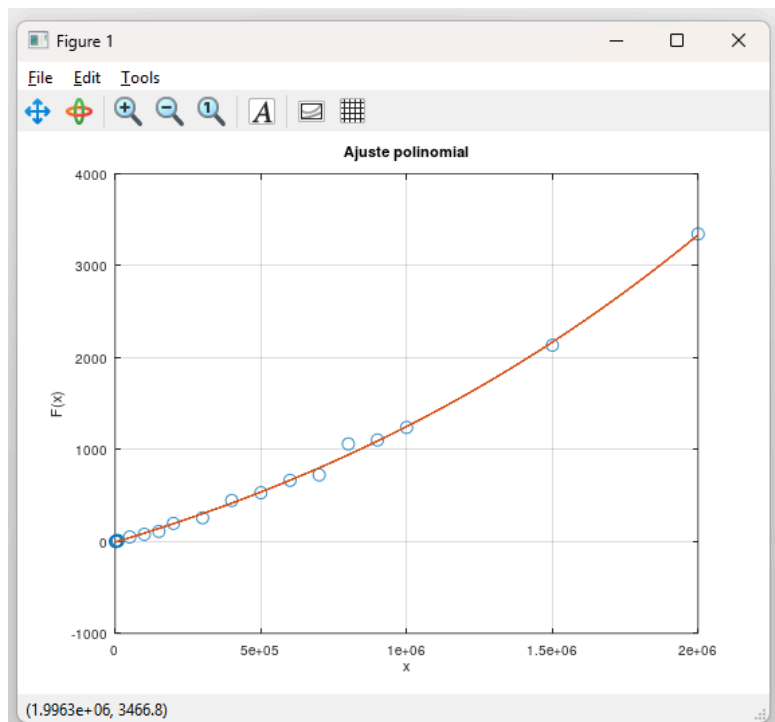 Figure 1
File Edit Tools
1 A
Ajuste polinomial
4000
3000
2000
1000
0
-1000
F(x)
0 5e+05 1e+06 1.5e+06 2e+06
x
(1.9963e+06, 3466.8)